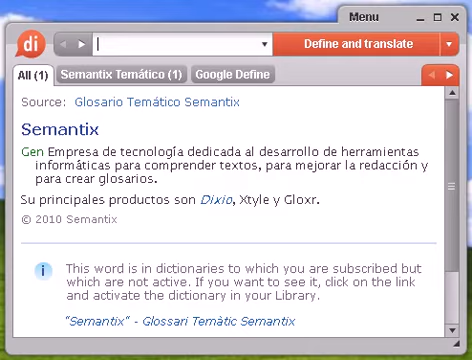 Menu
di
Define and translate
All (1)
Semantix Temático (1)
Google Define
Source: Glosario Temático Semantix
Semantix
Gen Empresa de tecnología dedicada al desarrollo de herramientas
informáticas para comprender textos, para mejorar la redacción y
para crear glosarios.
Su principales productos son Dixio, Xtyle y Gloxr.
© 2010 Semantix
i
This word is in dictionaries to which you are subscribed but
which are not active. If you want to see it, click on the link
and activate the dictionary in your Library.
"Semantix" - Glossari Temàtic Semantix